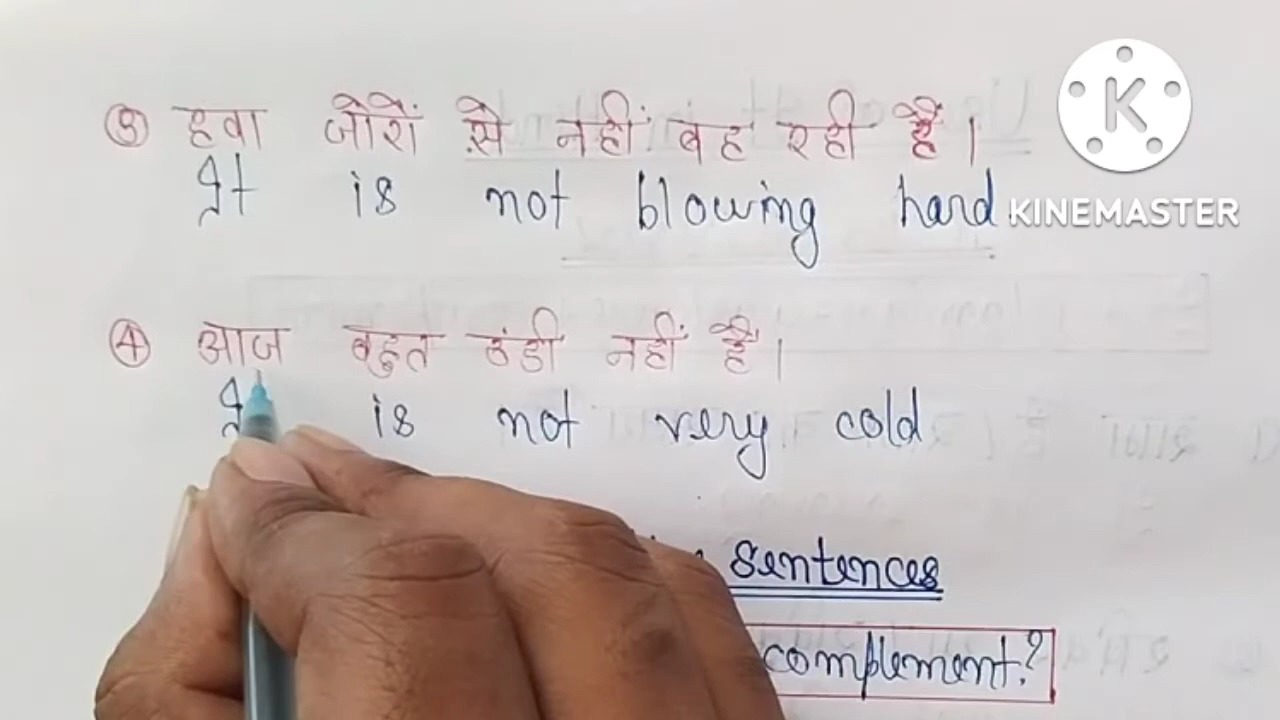 ③ हवा जोरों से नहीं बह रही हैं।
It is not blowing hard
KINEMASTER
④ आज बहुत ठंडी नहीं हैं।
It is not very cold
sentences
complement?